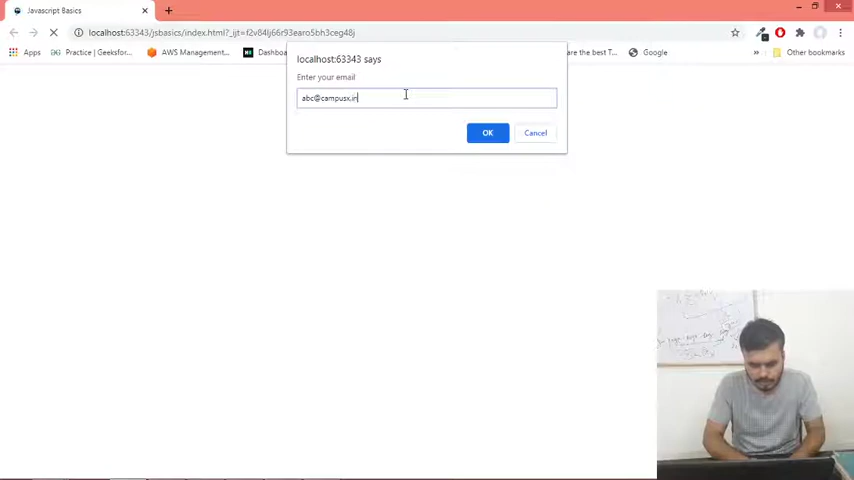 Javascript Basics
localhost:63343/jsbasics/index.html?_ijt=f2v84lj66r93earo5bh3ceg48j
Apps
Practice | Geeksfor...
AWS Management...
Dashboa
are the best T...
Google
»
Other bookmarks
localhost:63343 says
Enter your email
abc@campusx.in
OK
Cancel